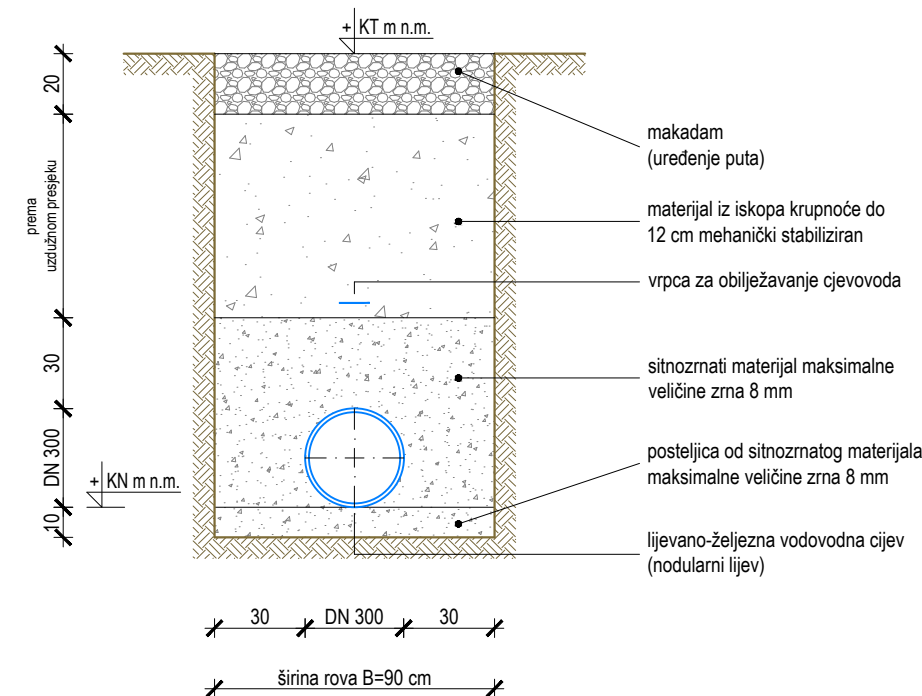 + KT m n.m.
20
makadam
(uređenje puta)
prema
uzdužnom presjeku
materijal iz iskopa krupnoće do
12 cm mehanički stabiliziran
vrpca za obilježavanje cjevovoda
30
sitnozrnati materijal maksimalne
veličine zrna 8 mm
DN 300
posteljica od sitnozrnatog materijala
maksimalne veličine zrna 8 mm
+ KN m n.m.
10
lijevano-željezna vodovodna cijev
(nodularni lijev)
30 DN 300 30
širina rova B=90 cm